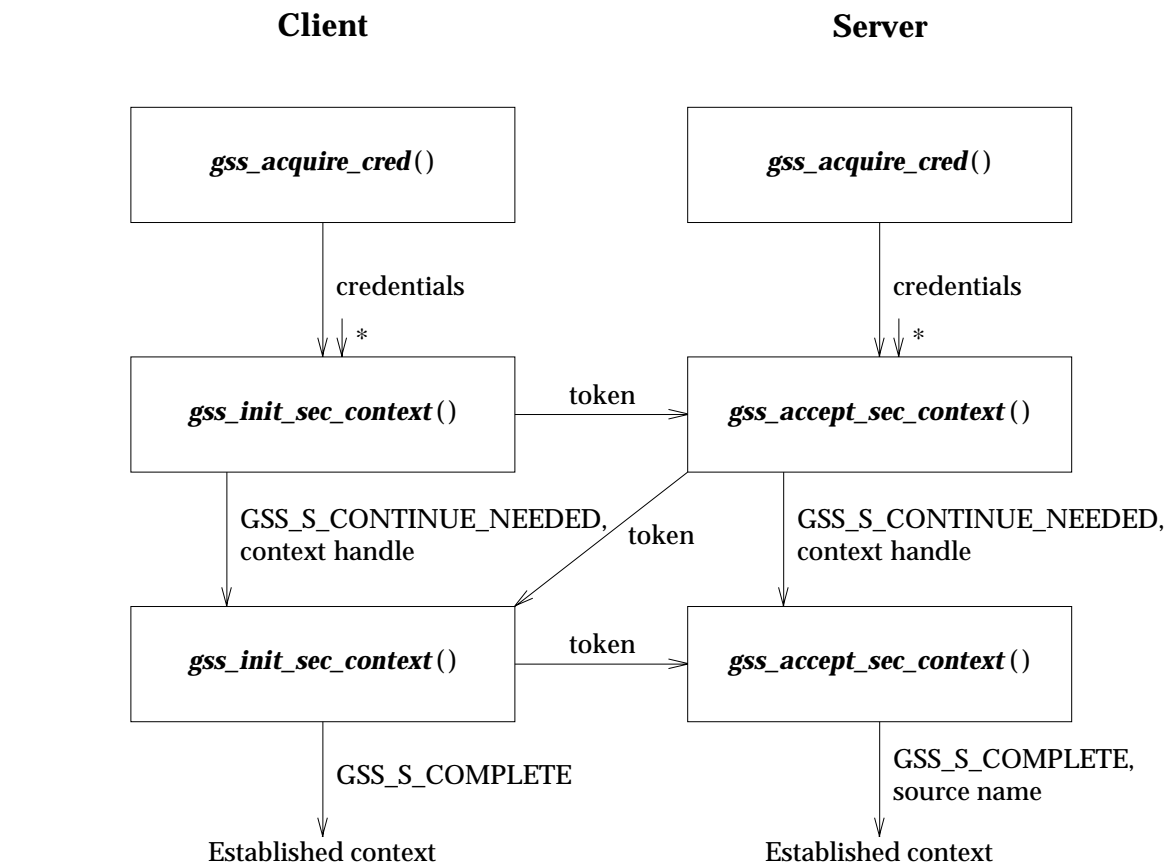 Client
Server
gss_acquire_cred()
gss_acquire_cred()
credentials
credentials
*
*
gss_init_sec_context()
token
gss_accept_sec_context()
GSS_S_CONTINUE_NEEDED,
context handle
token
GSS_S_CONTINUE_NEEDED,
context handle
gss_init_sec_context()
token
gss_accept_sec_context()
GSS_S_COMPLETE
GSS_S_COMPLETE,
source name
Established context
Established context